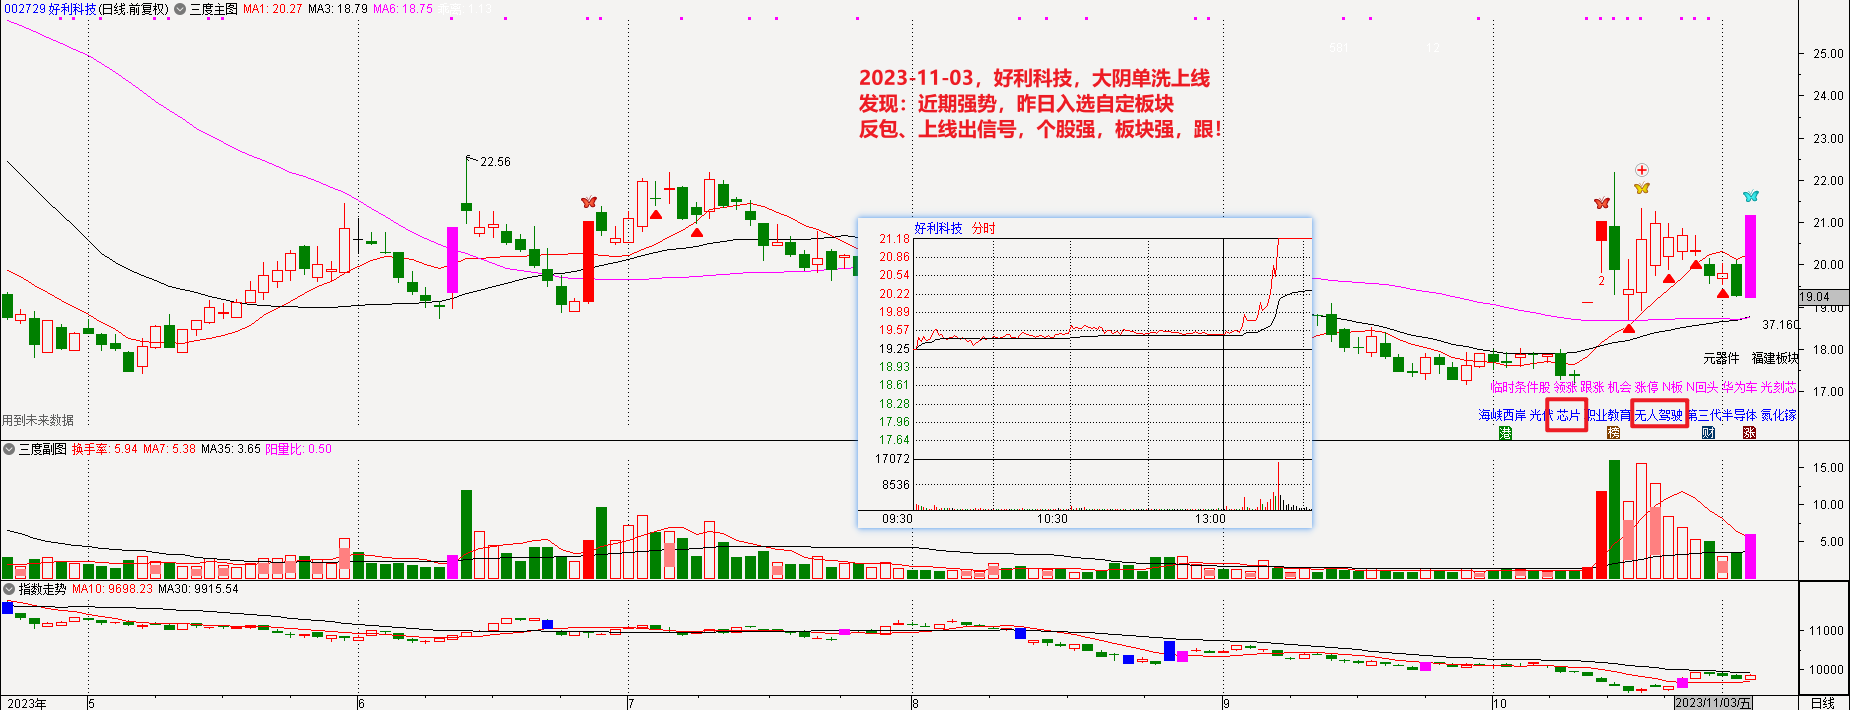 002729 好利科技(日线.前复权) 三度主图 MA1: 20.27 MA3: 18.79 MA6: 18.75 乖离: 1.13
581 12
25.00
24.00
23.00
22.00
21.00
20.00
19.04
19.00
18.00
17.00
2023-11-03，好利科技，大阴单洗上线
发现：近期强势，昨日入选自定板块
反包、上线出信号，个股强，板块强，跟！
22.56
2
37.160
好利科技 分时
21.18
20.86
20.54
20.22
19.89
19.57
19.25
18.93
18.61
18.28
17.96
17.64
17072
8536
09:30 10:30 13:00
元器件 福建板块
临时条件股 领涨 跟涨 机会 涨停 N板 N回头 华为车 光刻芯
海峡西岸 光伏 芯片 职业教育 无人驾驶 第三代半导体 氮化镓
港 榜 财 涨
用到未来数据
三度副图 换手率: 5.94 MA7: 5.38 MA35: 3.65 阳量比: 0.50
15.00
10.00
5.00
指数走势 MA10: 9698.23 MA30: 9915.54
11000
10000
2023年 5 6 7 8 9 10 2023/11/03/五 日线